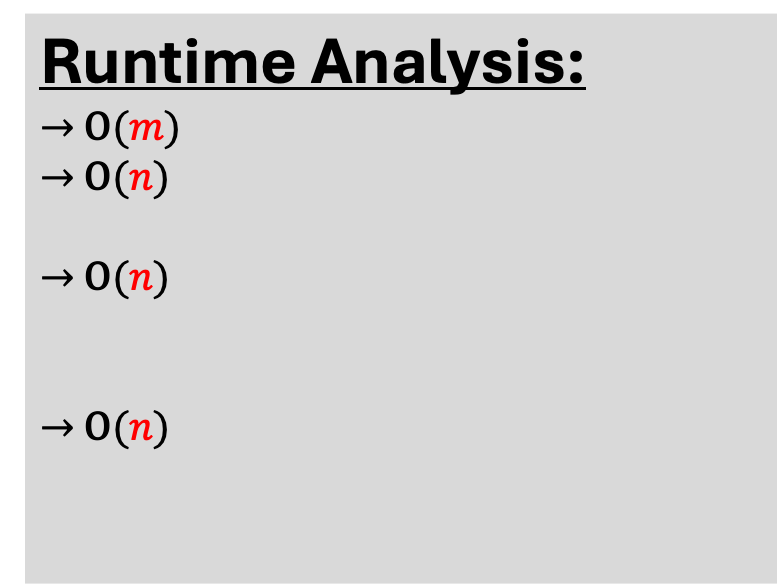 Runtime Analysis:
→ O(m)
→ O(n)
→ O(n)
→ O(n)